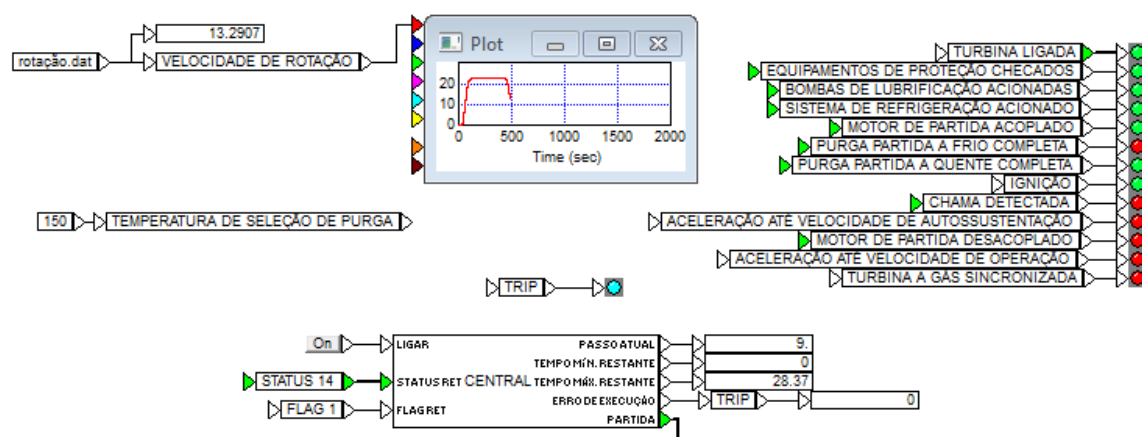 13.2907
rotação.dat
VELOCIDADE DE ROTAÇÃO
Plot
20
10
0
0
500
1000
1500
2000
Time (sec)
TURBINA LIGADA
EQUIPAMENTOS DE PROTEÇÃO CHECADOS
BOMBAS DE LUBRIFICAÇÃO ACIONADAS
SISTEMA DE REFRIGERAÇÃO ACIONADO
MOTOR DE PARTIDA ACOPLADO
PURGA PARTIDA A FRIO COMPLETA
PURGA PARTIDA A QUENTE COMPLETA
IGNIÇÃO
CHAMA DETECTADA
ACELERAÇÃO ATÉ VELOCIDADE DE AUTOSSUSTENTAÇÃO
MOTOR DE PARTIDA DESACOPLADO
ACELERAÇÃO ATÉ VELOCIDADE DE OPERAÇÃO
TURBINA A GÁS SINCRONIZADA
150
TEMPERATURA DE SELEÇÃO DE PURGA
TRIP
On
LIGAR
PASSO ATUAL
9.
TEMPO MÍN. RESTANTE
0
STATUS 14
STATUS RET
CENTRAL
TEMPO MÁX. RESTANTE
28.37
ERRO DE EXECUÇÃO
TRIP
0
FLAG 1
FLAG RET
PARTIDA